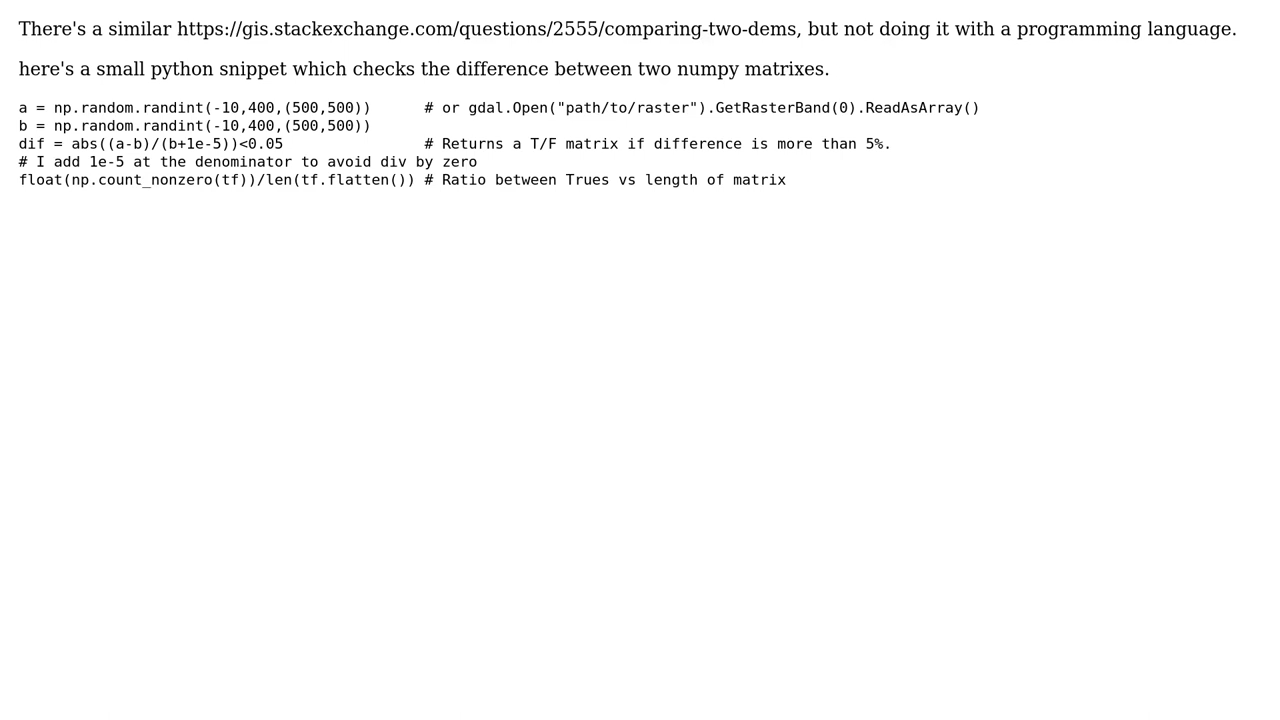 There's a similar https://gis.stackexchange.com/questions/2555/comparing-two-dems, but not doing it with a programming language.
here's a small python snippet which checks the difference between two numpy matrixes.
a = np.random.randint(-10,400,(500,500))      # or gdal.Open("path/to/raster").GetRasterBand(0).ReadAsArray()
b = np.random.randint(-10,400,(500,500))
dif = abs((a-b)/(b+1e-5))<0.05                # Returns a T/F matrix if difference is more than 5%.
# I add 1e-5 at the denominator to avoid div by zero
float(np.count_nonzero(tf))/len(tf.flatten()) # Ratio between Trues vs length of matrix